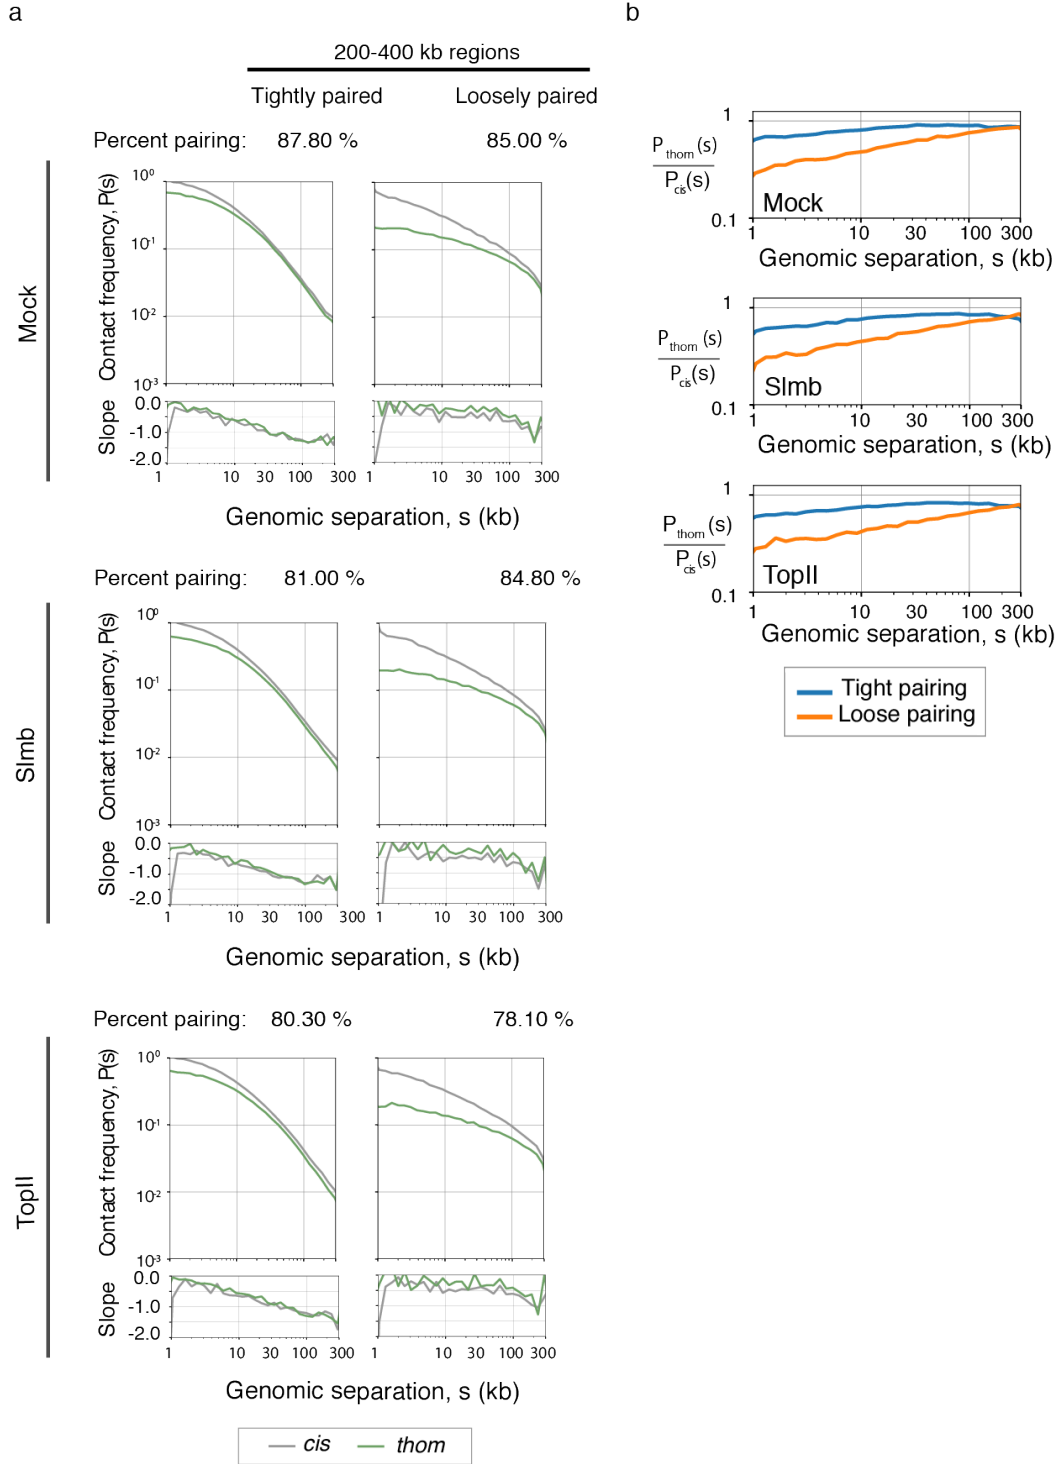 a
b
200-400 kb regions
Tightly paired
Loosely paired
Percent pairing:
87.80 %
85.00 %
Mock
Contact frequency, P(s)
10⁰
10⁻¹
10⁻²
10⁻³
Slope
0.0
-1.0
-2.0
1 10 30 100 300
1 10 30 100 300
Genomic separation, s (kb)
Percent pairing:
81.00 %
84.80 %
Slmb
Contact frequency, P(s)
10⁰
10⁻¹
10⁻²
10⁻³
Slope
0.0
-1.0
-2.0
1 10 30 100 300
1 10 30 100 300
Genomic separation, s (kb)
Percent pairing:
80.30 %
78.10 %
TopII
Contact frequency, P(s)
10⁰
10⁻¹
10⁻²
10⁻³
Slope
0.0
-1.0
-2.0
1 10 30 100 300
1 10 30 100 300
Genomic separation, s (kb)
cis
thom
P thom (s)
P cis (s)
1
0.1
Mock
1 10 30 100 300
Genomic separation, s (kb)
P thom (s)
P cis (s)
1
0.1
Slmb
1 10 30 100 300
Genomic separation, s (kb)
P thom (s)
P cis (s)
1
0.1
TopII
1 10 30 100 300
Genomic separation, s (kb)
Tight pairing
Loose pairing